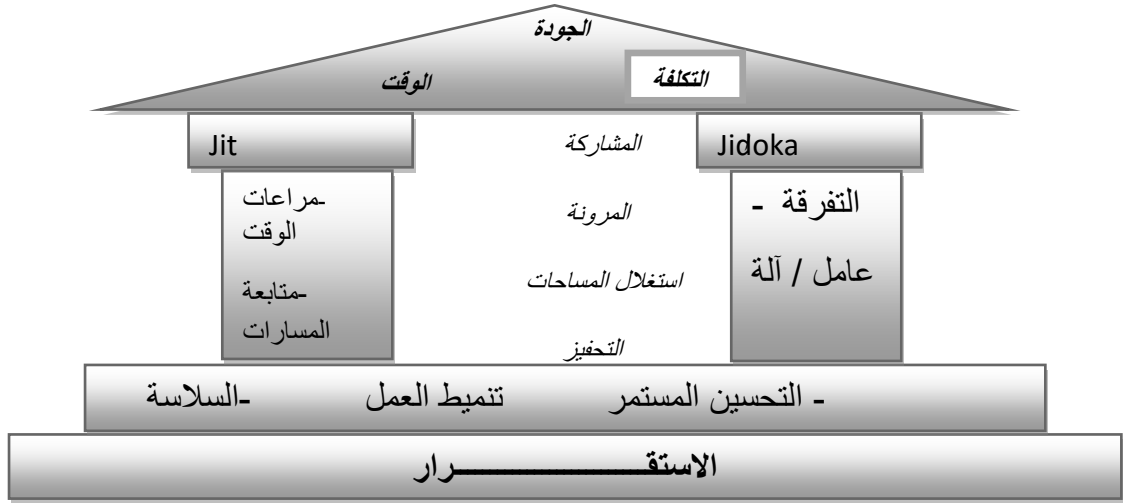 الجودة
التكلفة
الوقت
Jidoka
المشاركة
Jit
التفرقة -
عامل / آلة
المرونة
استغلال المساحات
التحفيز
-مراعات
الوقت
-متابعة
المسارات
- التحسين المستمر تنميط العمل -السلاسة
الاستقــــــــــــــــــرار